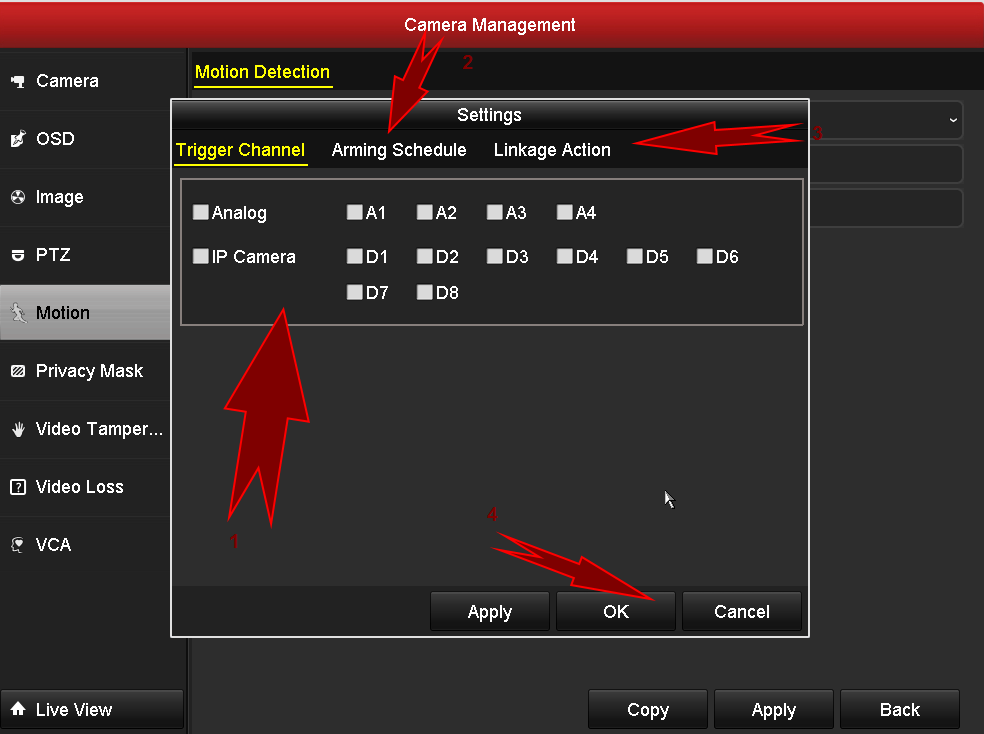 Camera Management
2
Camera
Motion Detection
Settings
3
OSD
Trigger Channel Arming Schedule Linkage Action
Image
Analog A1 A2 A3 A4
PTZ
IP Camera D1 D2 D3 D4 D5 D6
D7 D8
Motion
Privacy Mask
Video Tamper...
Video Loss
4
1
VCA
Apply OK Cancel
Live View
Copy Apply Back